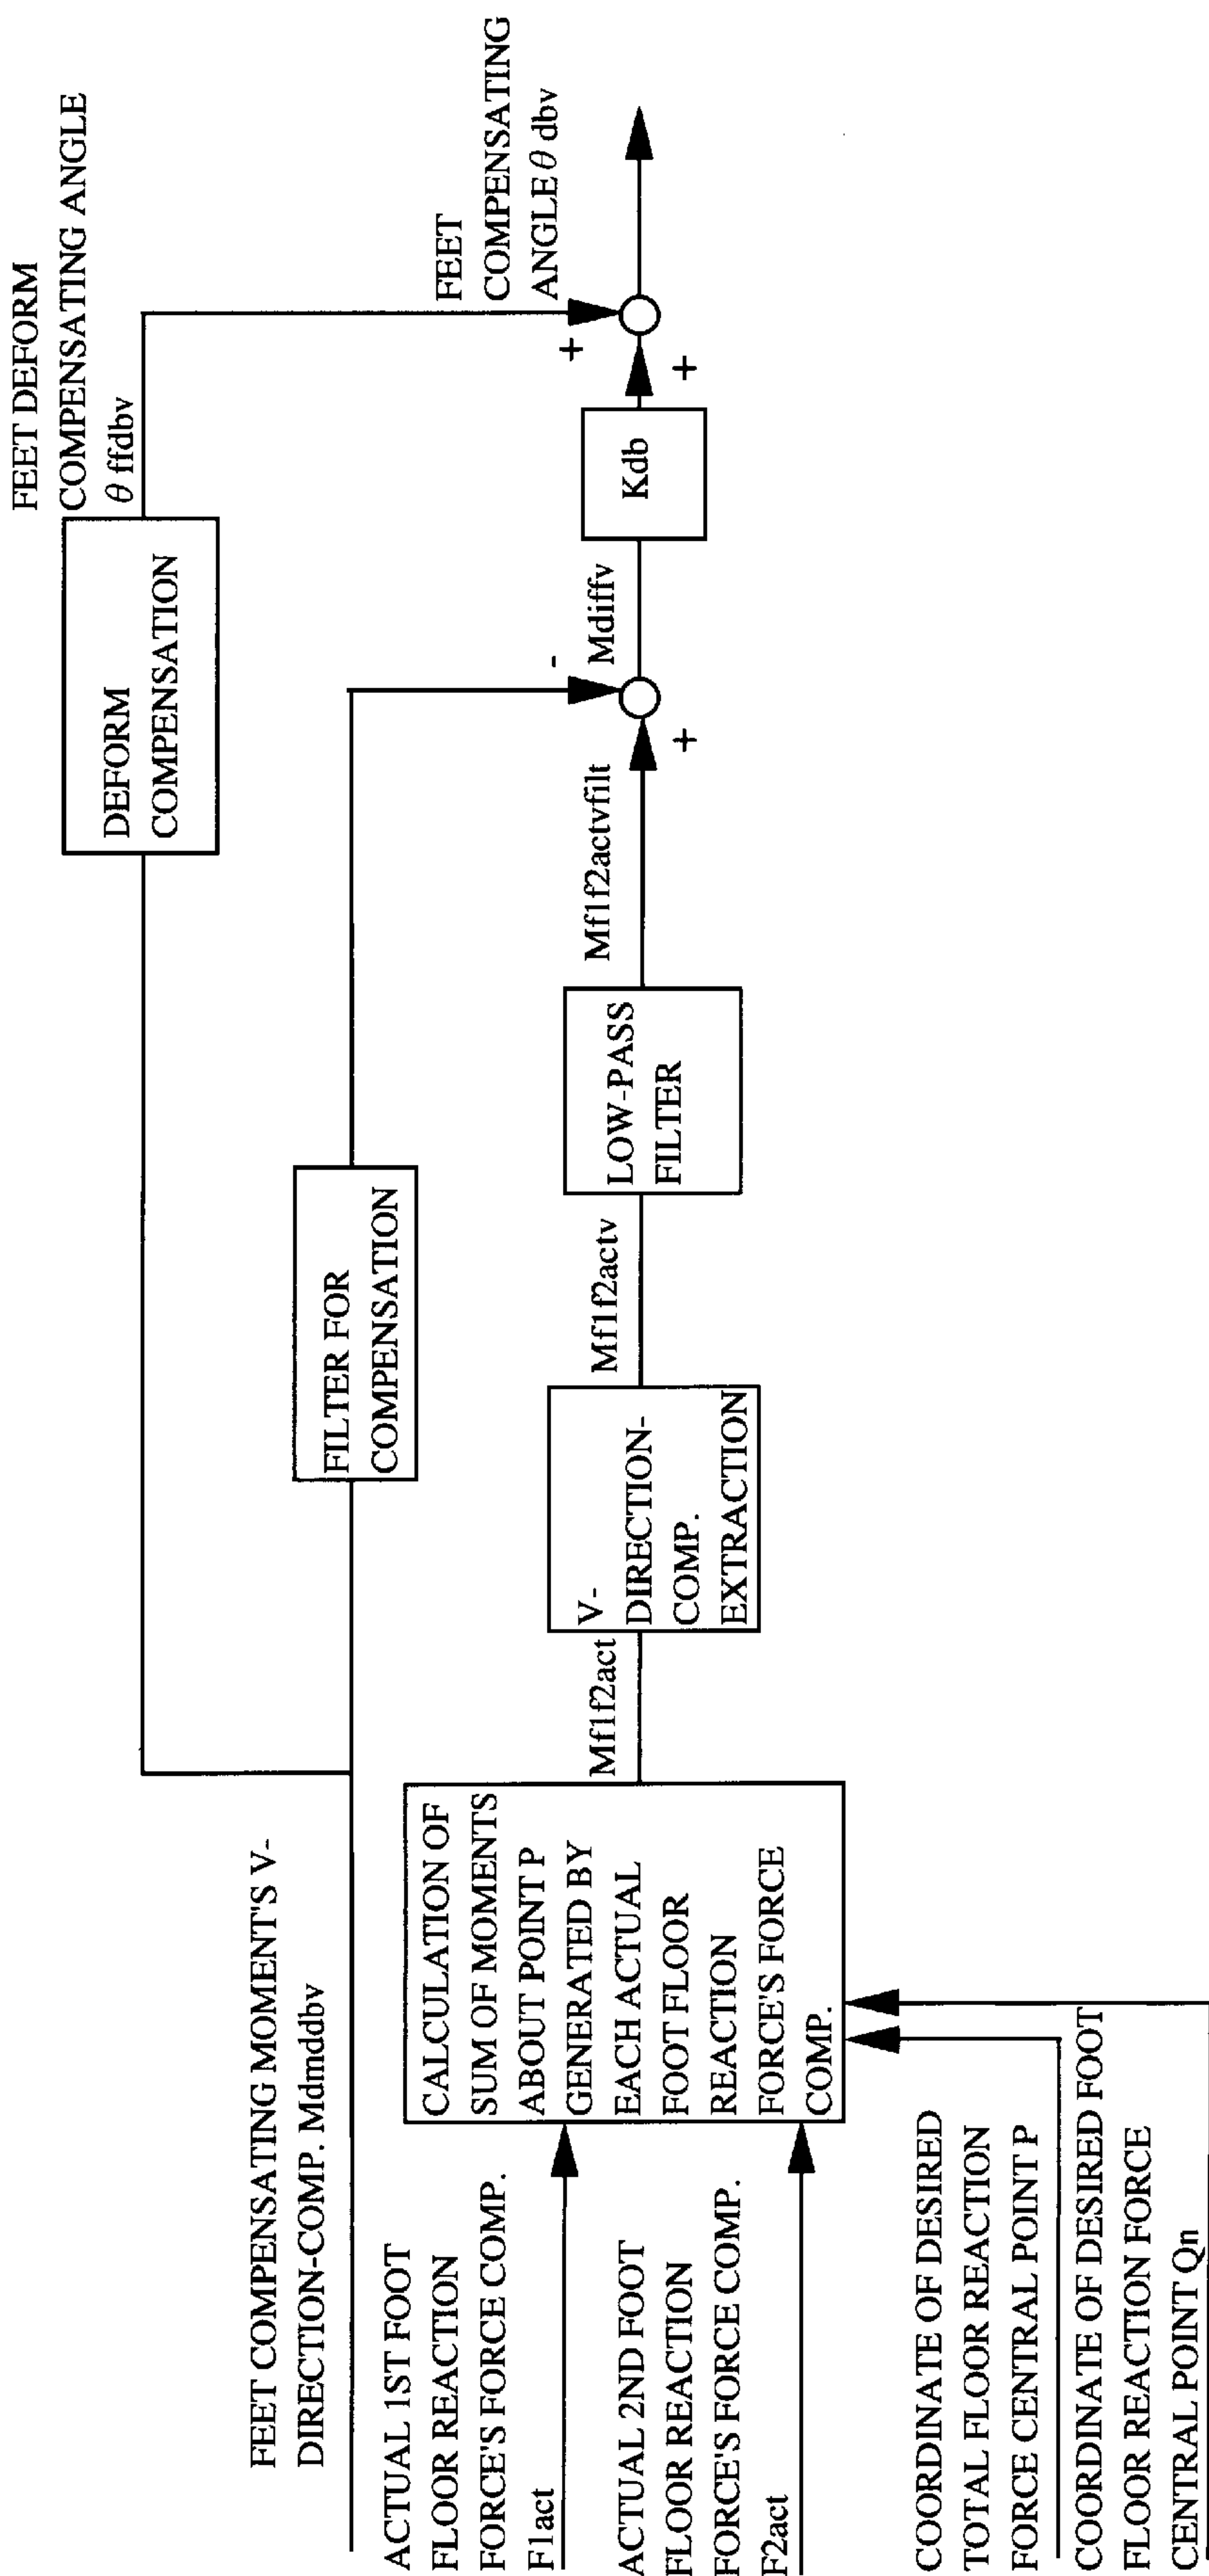 FEET DEFORM
COMPENSATING ANGLE
θ ffdbv
DEFORM
COMPENSATION
FEET
COMPENSATING
ANGLE θ dbv
+
+
Kdb
Mdiffv
-
+
FEET COMPENSATING MOMENT'S V-
DIRECTION-COMP. Mdmddbv
FILTER FOR
COMPENSATION
ACTUAL 1ST FOOT
FLOOR REACTION
FORCE'S FORCE COMP.
F1act
ACTUAL 2ND FOOT
FLOOR REACTION
FORCE'S FORCE COMP.
F2act
CALCULATION OF
SUM OF MOMENTS
ABOUT POINT P
GENERATED BY
EACH ACTUAL
FOOT FLOOR
REACTION
FORCE'S FORCE
COMP.
Mf1f2act
V-
DIRECTION-
COMP.
EXTRACTION
Mf1f2actv
LOW-PASS
FILTER
Mf1f2actvfilt
COORDINATE OF DESIRED
TOTAL FLOOR REACTION
FORCE CENTRAL POINT P
COORDINATE OF DESIRED FOOT
FLOOR REACTION FORCE
CENTRAL POINT Qn